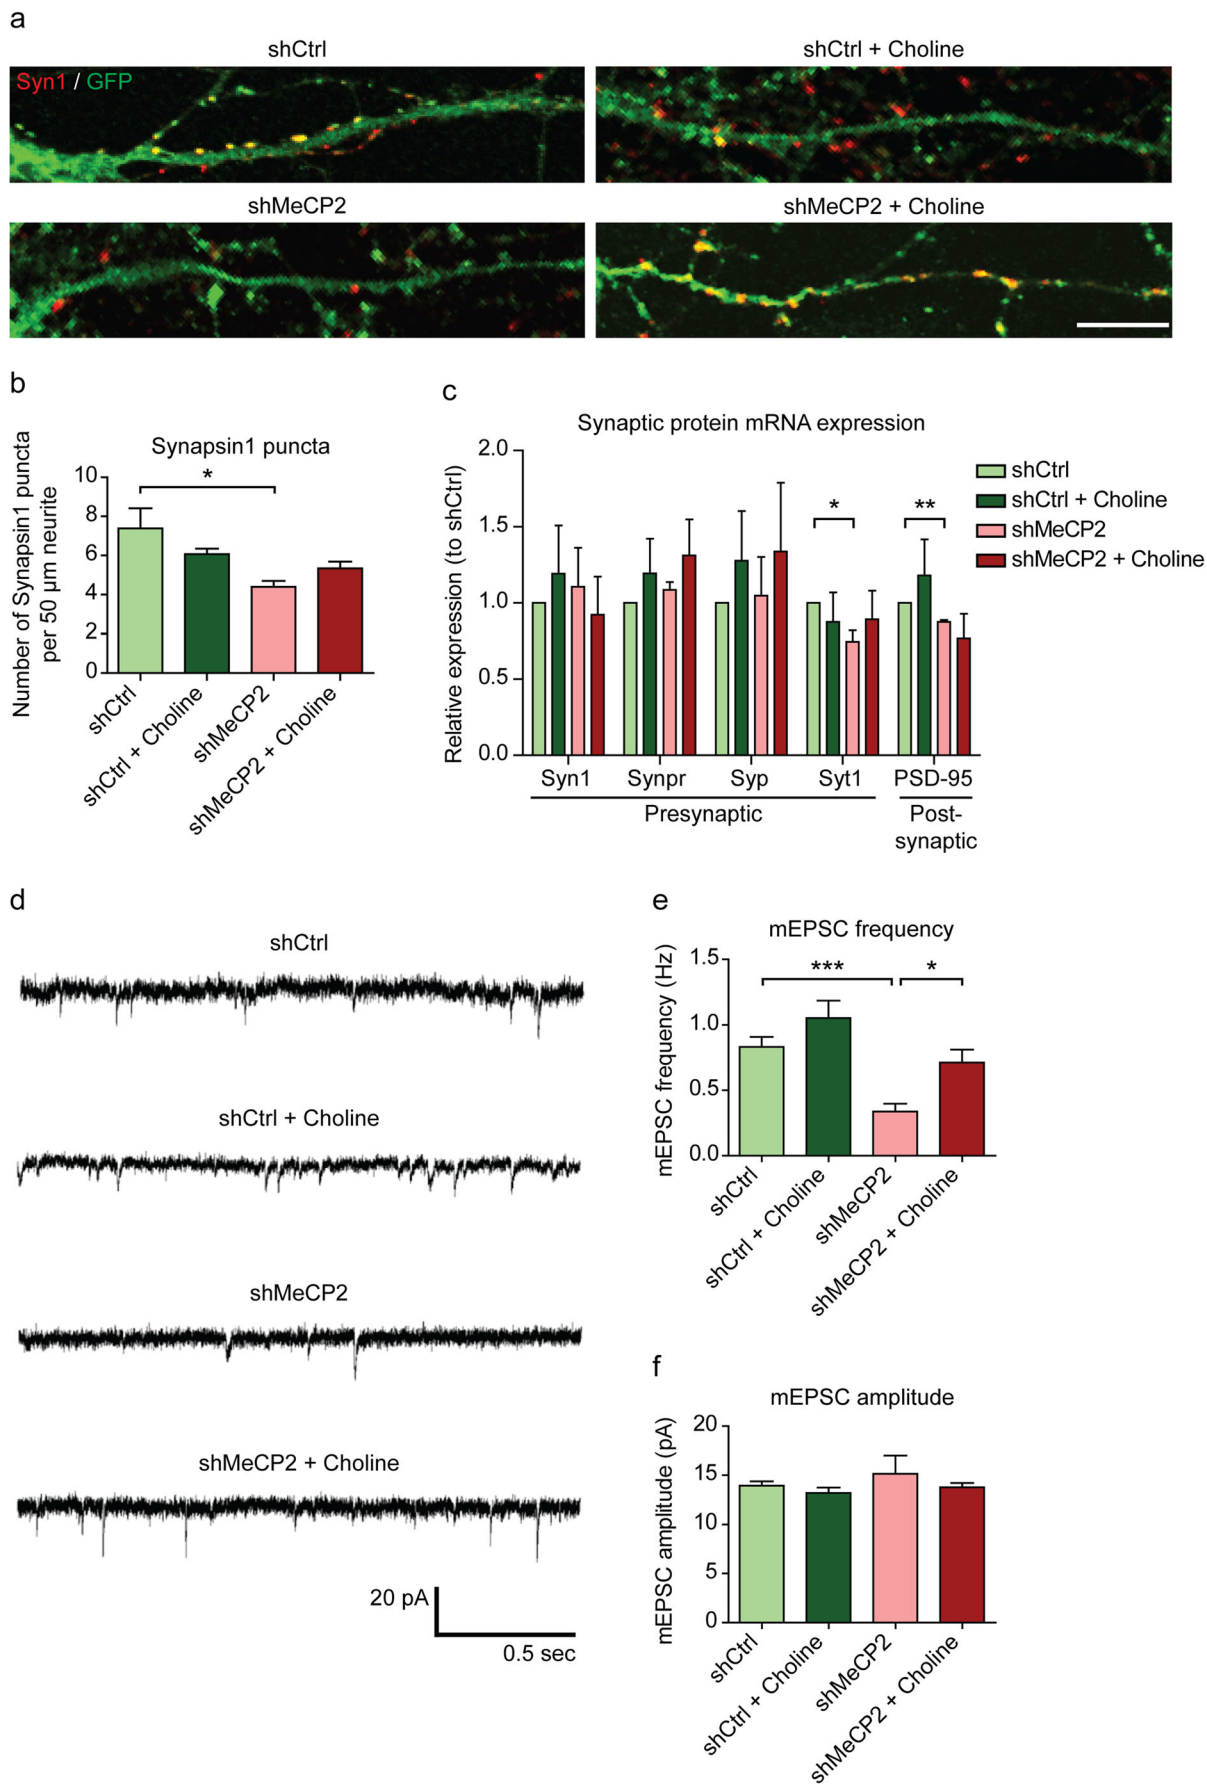 a
shCtrl
shCtrl + Choline
Syn1 / GFP
shMeCP2
shMeCP2 + Choline
b
Synapsin1 puncta
Number of Synapsin1 puncta
per 50 µm neurite
10
8
6
4
2
0
*
shCtrl
shCtrl + Choline
shMeCP2
shMeCP2 + Choline
c
Synaptic protein mRNA expression
Relative expression (to shCtrl)
2.0
1.5
1.0
0.5
0.0
*
**
shCtrl
shCtrl + Choline
shMeCP2
shMeCP2 + Choline
Syn1
Synpr
Syp
Syt1
PSD-95
Presynaptic
Post-
synaptic
d
shCtrl
shCtrl + Choline
shMeCP2
shMeCP2 + Choline
20 pA
0.5 sec
e
mEPSC frequency
mEPSC frequency (Hz)
1.5
1.0
0.5
0.0
***
*
shCtrl
shCtrl + Choline
shMeCP2
shMeCP2 + Choline
f
mEPSC amplitude
mEPSC amplitude (pA)
20
15
10
5
0
shCtrl
shCtrl + Choline
shMeCP2
shMeCP2 + Choline